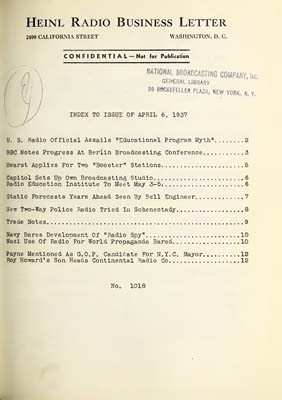 HEINL RADIO BUSINESS LETTER
2400 CALIFORNIA STREET WASHINGTON, D. C.
CONFIDENTIAL—Not for Publication
NATIONAL BROADCASTING COMPANY, Inc.
GENERAL LIBRARY
30 ROCKEFELLER PLAZA, NEW YORK, N. Y.
INDEX TO ISSUE OF APRIL 6, 1937
U. S. Radio Official Assails "Educational Program Myth"........2
BBC Notes Progress At Berlin Broadcasting Conference...........3
Hearst Applies For Two "Booster" Stations......................5
Capitol Sets Up Own Broadcasting Studio........................6
Radio Education Institute To Meet May 3-5......................6
Static Forecasts Years Ahead Seen By Bell Engineer.............7
New Two-Way Police Radio Tried In Schenectady..................8
Trade Notes....................................................9
Navy Bares Development Of "Radio Spy".........................10
Nazi Use Of Radio For World Propaganda Bared..................10
Payne Mentioned As G.O.P. Candidate For N.Y.C. Mayor..........12
Roy Howard's Son Heads Continental Radio Co...................12
No. 1018